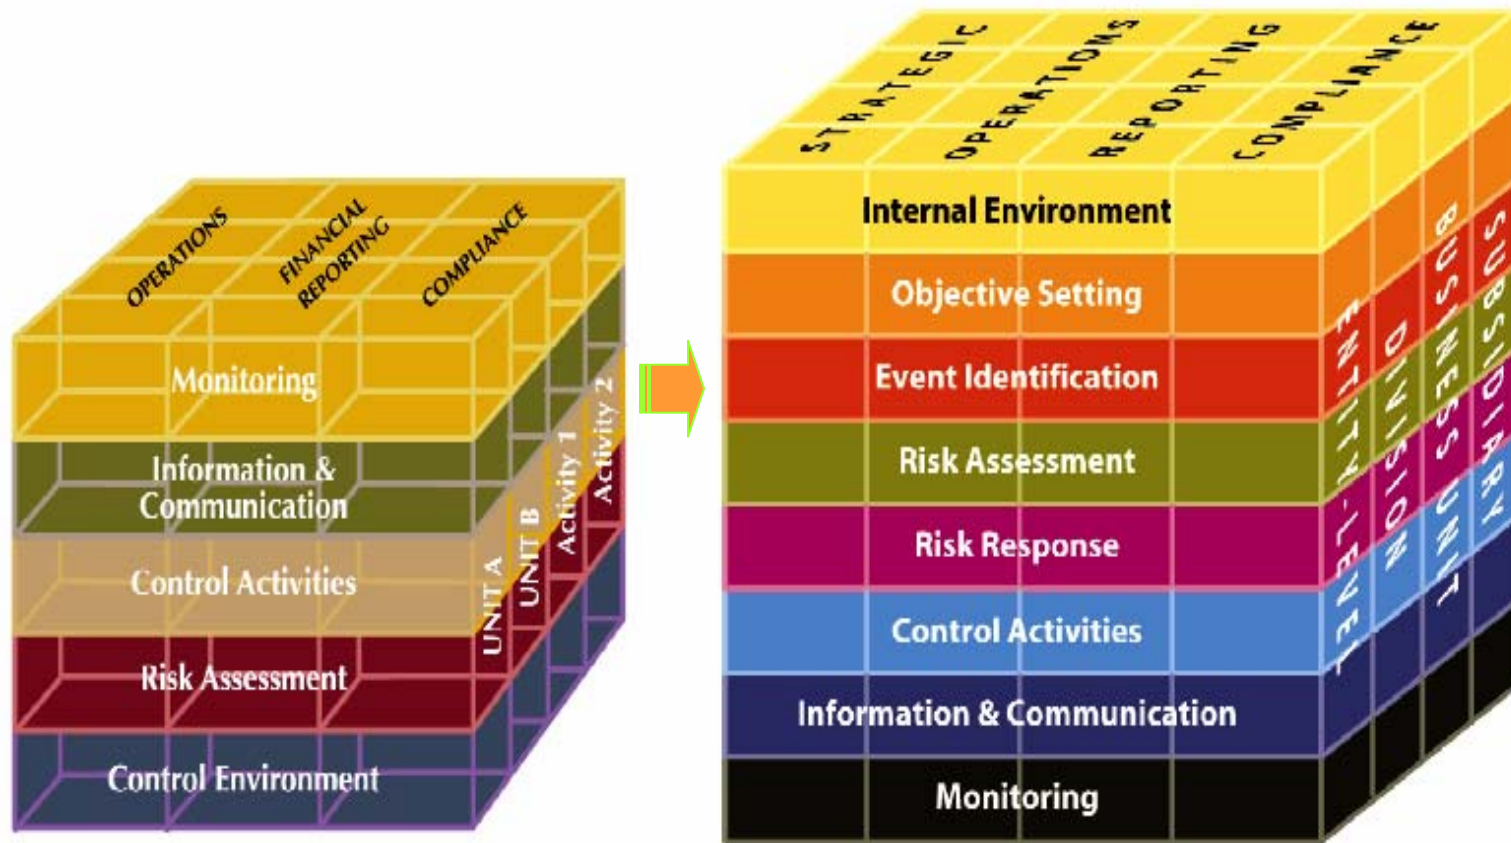 OPERATIONS
FINANCIAL
REPORTING
COMPLIANCE
Monitoring
Information &
Communication
Control Activities
Risk Assessment
Control Environment
UNIT A
UNIT B
Activity 1
Activity 2
STRATEGIC
OPERATIONS
REPORTING
COMPLIANCE
Internal Environment
Objective Setting
Event Identification
Risk Assessment
Risk Response
Control Activities
Information & Communication
Monitoring
ENTITY-LEVEL
DIVISION
BUSINESS UNIT
SUBSIDIARY